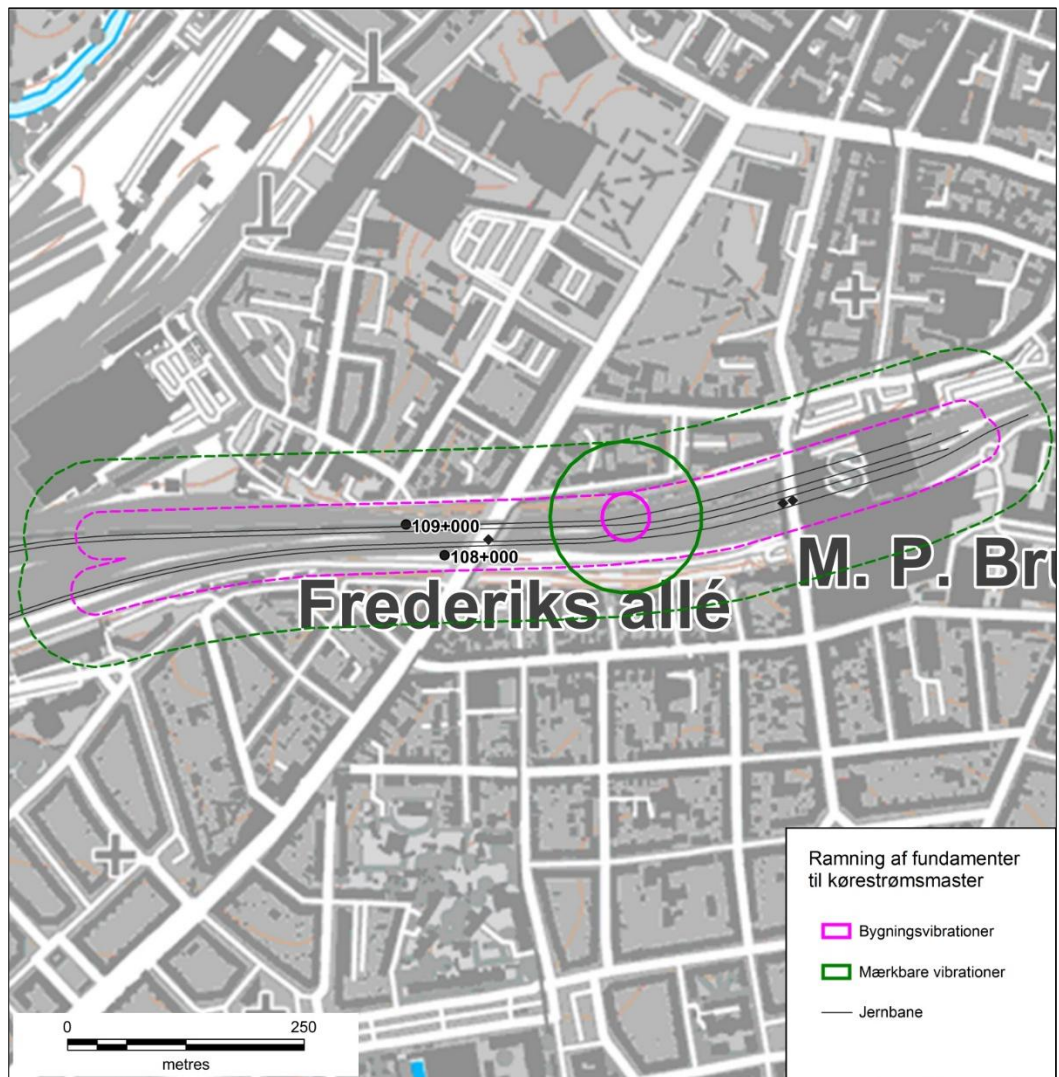 S
109+000
108+000
M. P. Bru
Frederiks allé
Ramning af fundamenter
til kørestrømsmaster
Bygningsvibrationer
Mærkbare vibrationer
Jernbane
0 250
metres